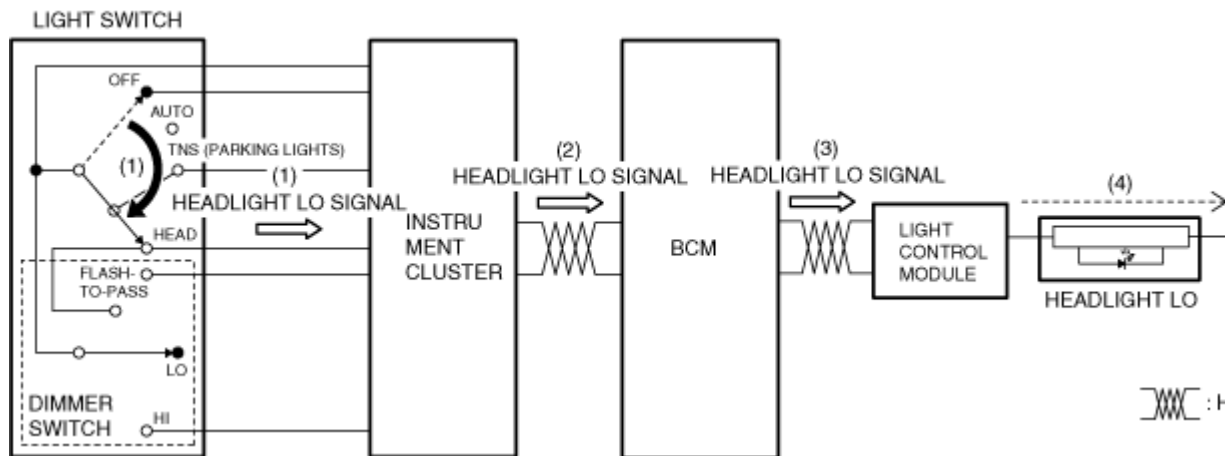 LIGHT SWITCH
OFF
AUTO
TNS (PARKING LIGHTS)
(1)
(1)
HEADLIGHT LO SIGNAL
HEAD
FLASH-
TO-PASS
LO
DIMMER
SWITCH
HI
INSTRU
MENT
CLUSTER
(2)
HEADLIGHT LO SIGNAL
BCM
(3)
HEADLIGHT LO SIGNAL
LIGHT
CONTROL
MODULE
(4)
HEADLIGHT LO
: H